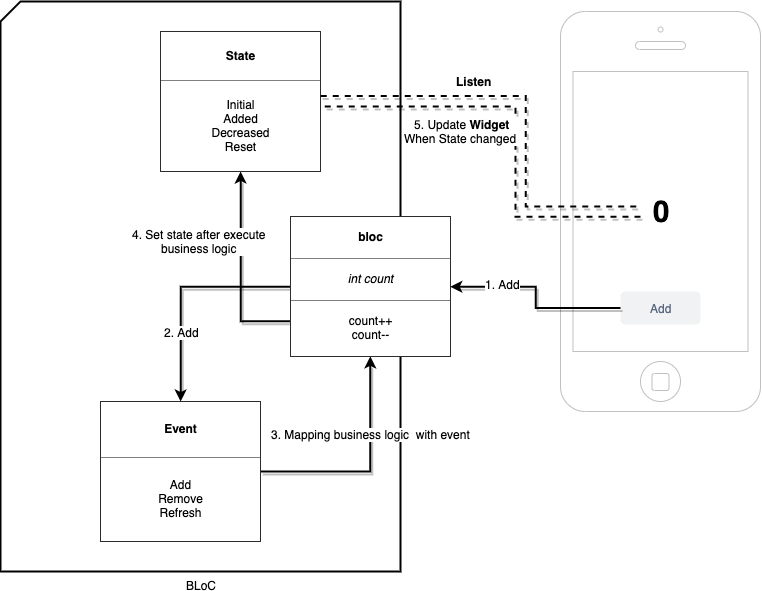 State
Initial
Added
Decreased
Reset
Listen
5. Update Widget
When State changed
0
4. Set state after execute
business logic
bloc
int count
count++
count--
1. Add
Add
2. Add
Event
Add
Remove
Refresh
3. Mapping business logic with event
BLoC